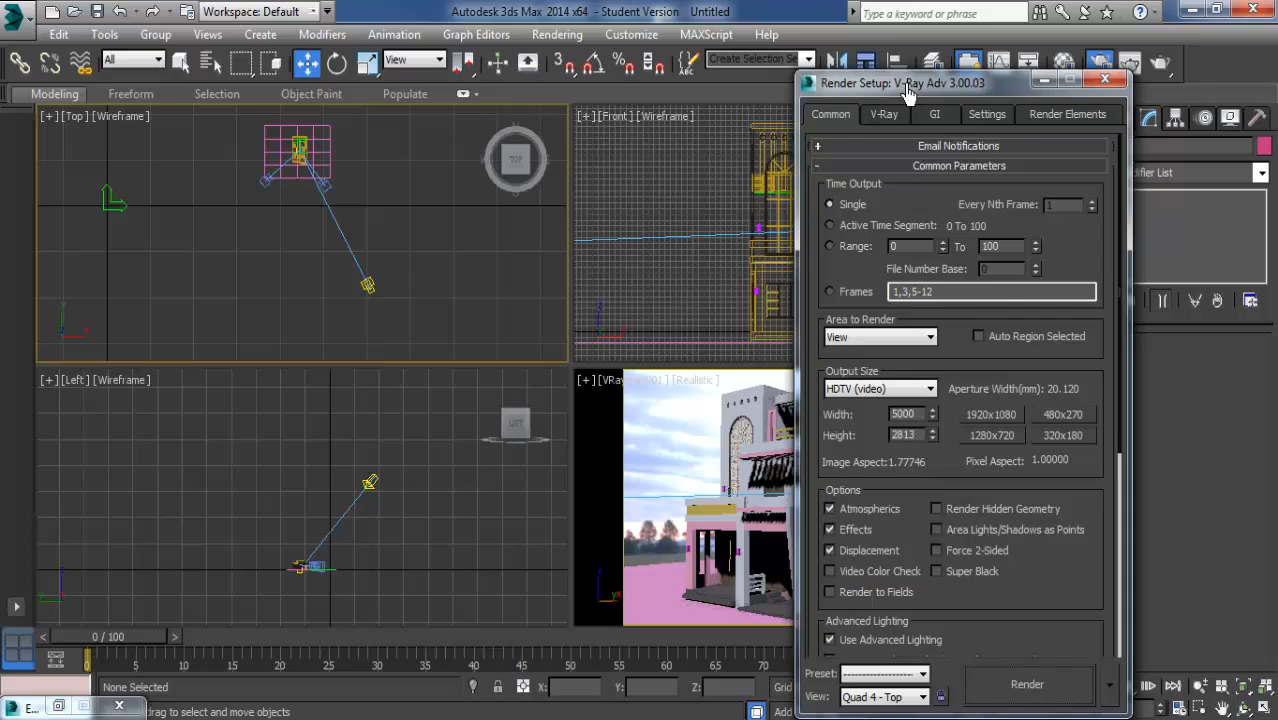 Workspace: Default
Autodesk 3ds Max 2014 x64 - Student Version Untitled
Type a keyword or phrase
Edit Tools Group Views Create Modifiers Animation Graph Editors Rendering Customize MAXScript Help
All View Create Selection Se
Modeling Freeform Selection Object Paint Populate
Render Setup: V-Ray Adv 3.00.03
[+] [Top] [Wireframe]
[+] [Front] [Wireframe]
Common V-Ray GI Settings Render Elements
TOP
+ Email Notifications
- Common Parameters
Time Output
Single Every Nth Frame: 1
Active Time Segment: 0 To 100
Range: 0 To 100
File Number Base: 0
Frames 1,3,5-12
Area to Render
View Auto Region Selected
Output Size
HDTV (video) Aperture Width(mm): 20.120
Width: 5000 1920x1080 480x270
Height: 2813 1280x720 320x180
Image Aspect: 1.77746 Pixel Aspect: 1.00000
Options
Atmospherics Render Hidden Geometry
Effects Area Lights/Shadows as Points
Displacement Force 2-Sided
Video Color Check Super Black
Render to Fields
Advanced Lighting
Use Advanced Lighting
Preset: --------------------
View: Quad 4 - Top
Render
difier List
[+] [Left] [Wireframe]
[Realistic]
LEFT
0 / 100
0 5 10 15 20 25 30 35 40 45 50 55 60 65 70
None Selected X: Y: Z: Grid
E...
drag to select and move objects
Add